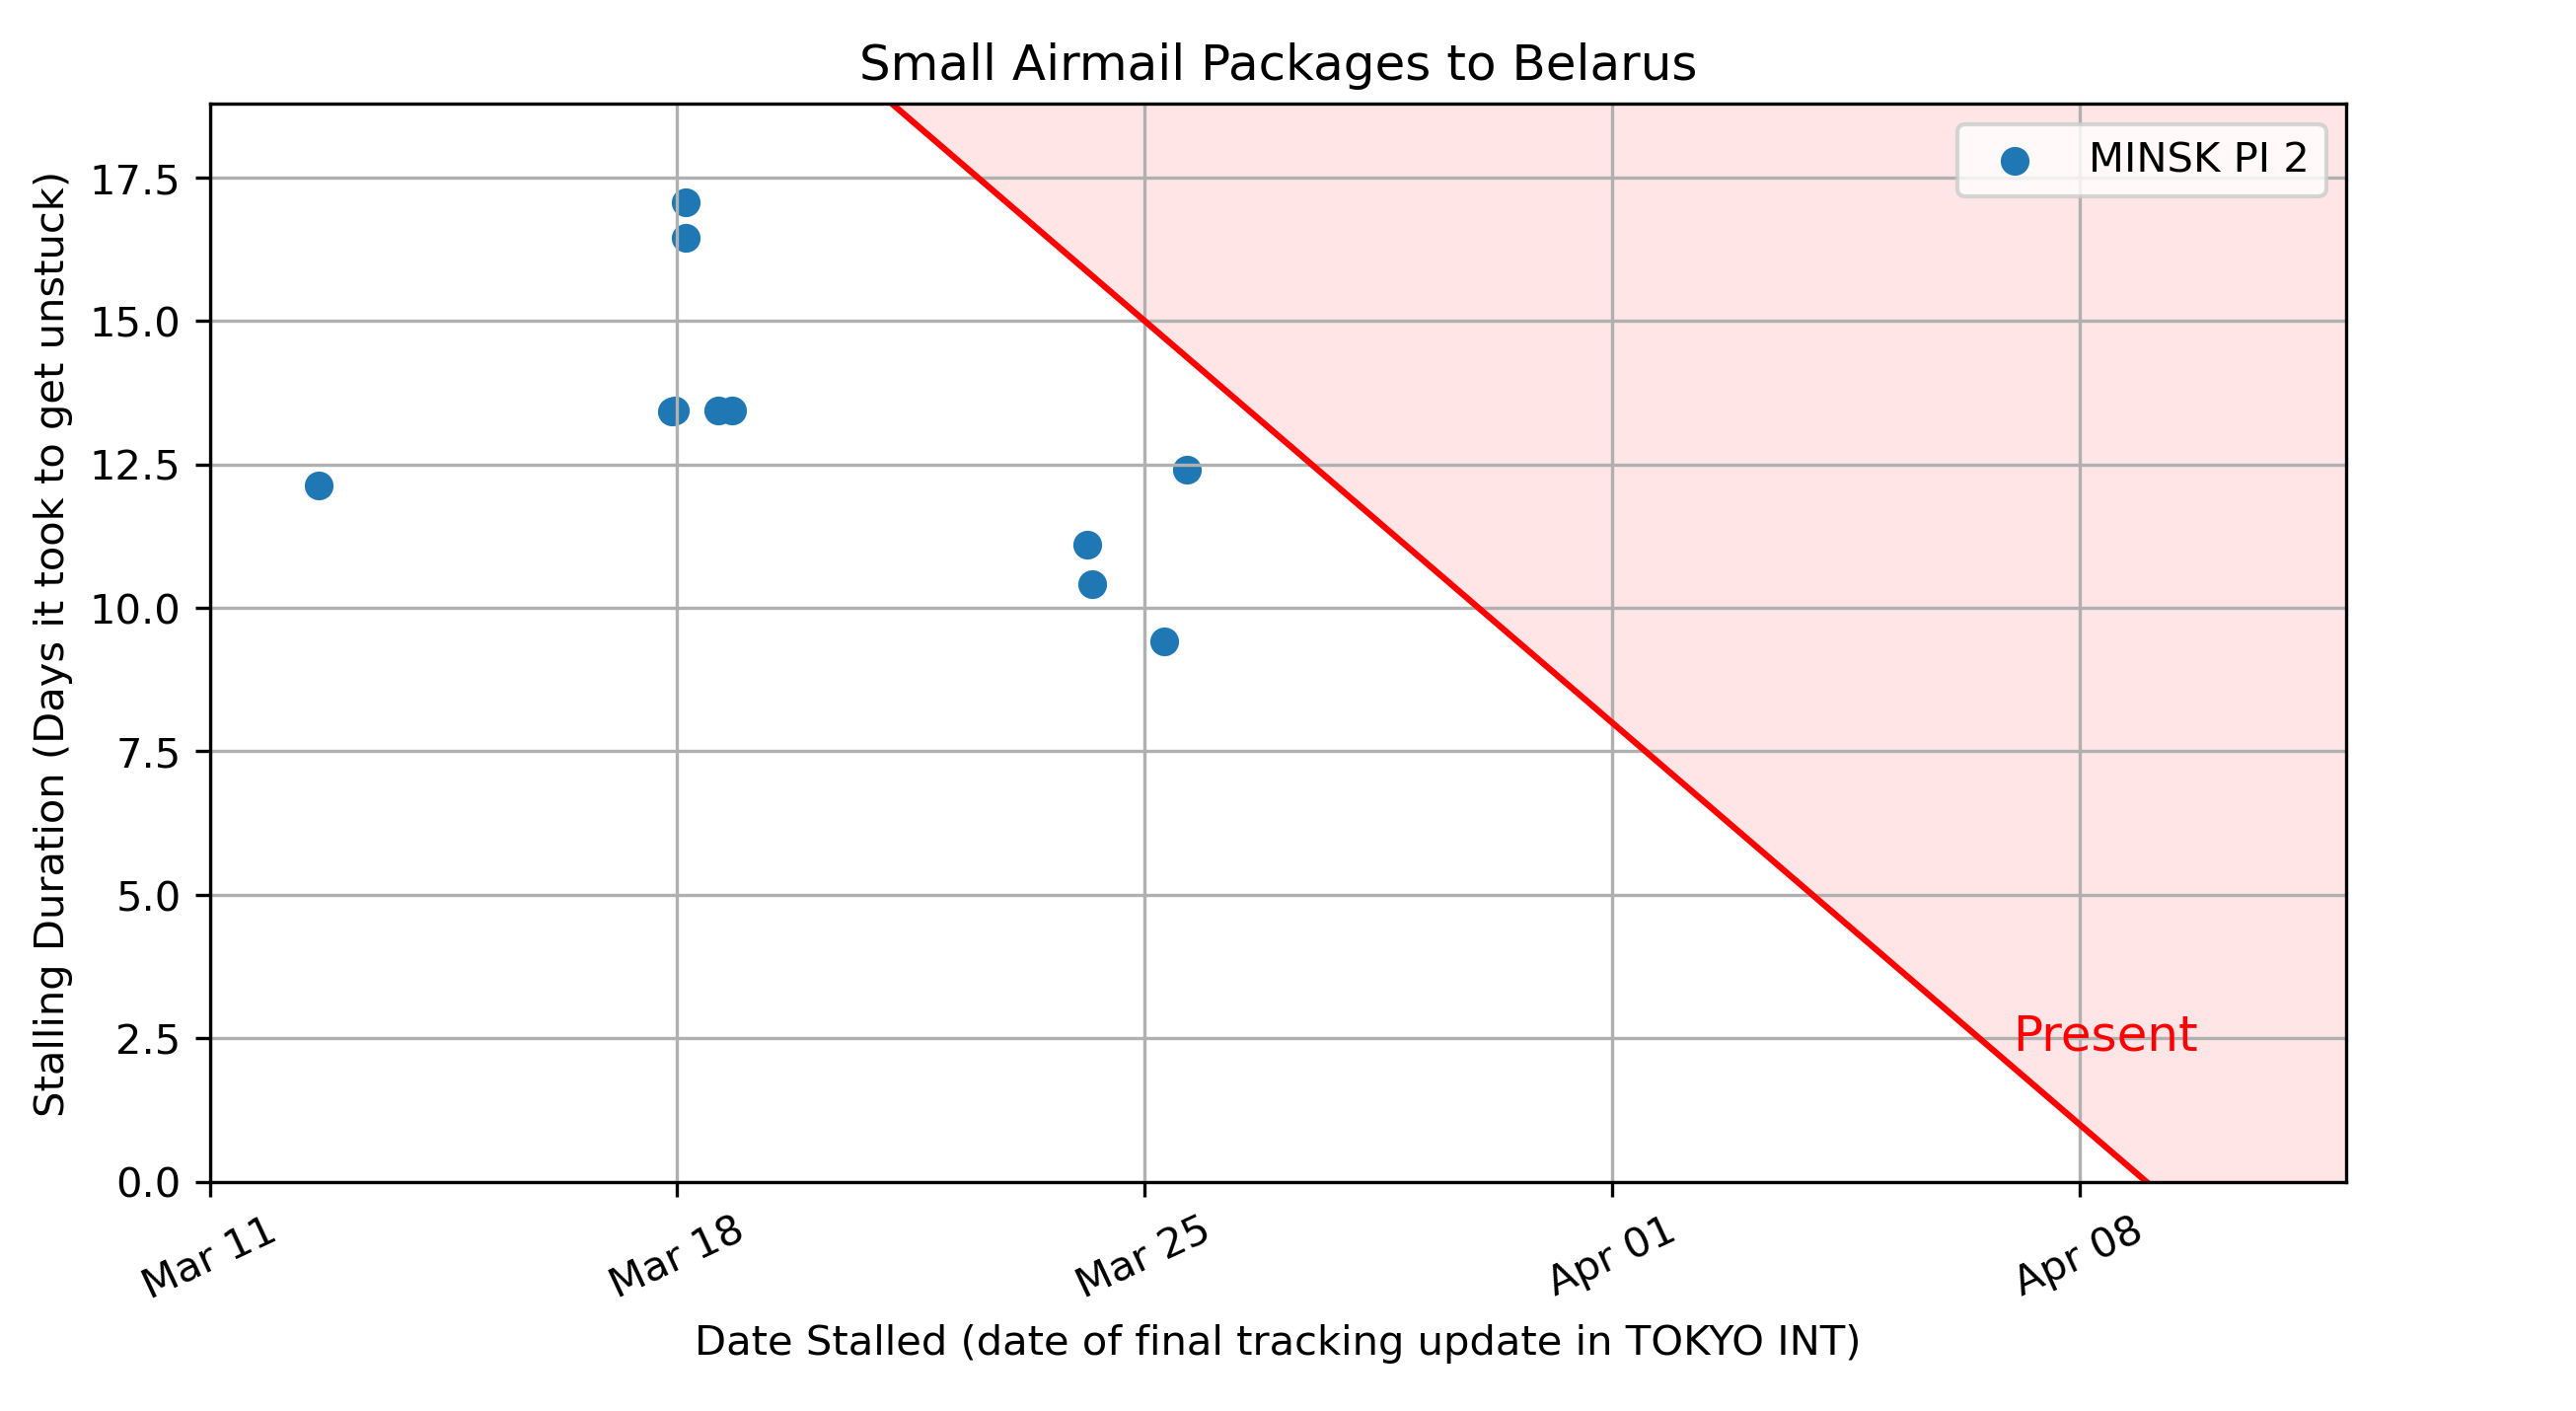 Small Airmail Packages to Belarus
MINSK PI 2
Stalling Duration (Days it took to get unstuck)
17.5
15.0
12.5
10.0
7.5
5.0
2.5
0.0
Present
Mar 11
Mar 18
Mar 25
Apr 01
Apr 08
Date Stalled (date of final tracking update in TOKYO INT)